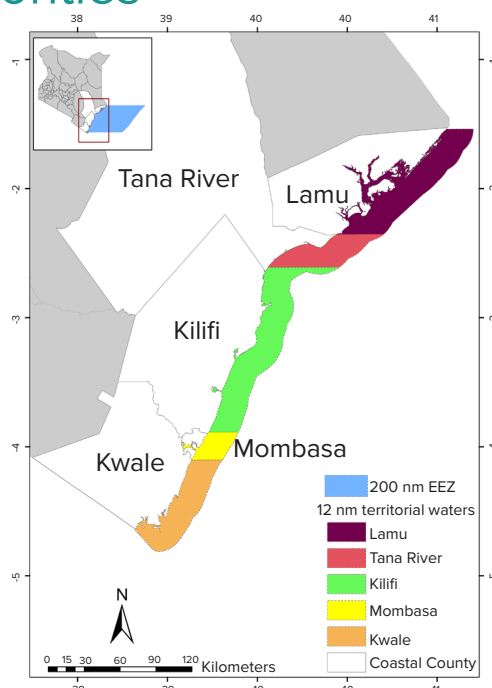 38 39 40 40 41
-1
-2
-3
-4
-5
Tana River
Lamu
Kilifi
Mombasa
Kwale
200 nm EEZ
12 nm territorial waters
Lamu
Tana River
Kilifi
Mombasa
Kwale
Coastal County
N
0 15 30 60 90 120
Kilometers